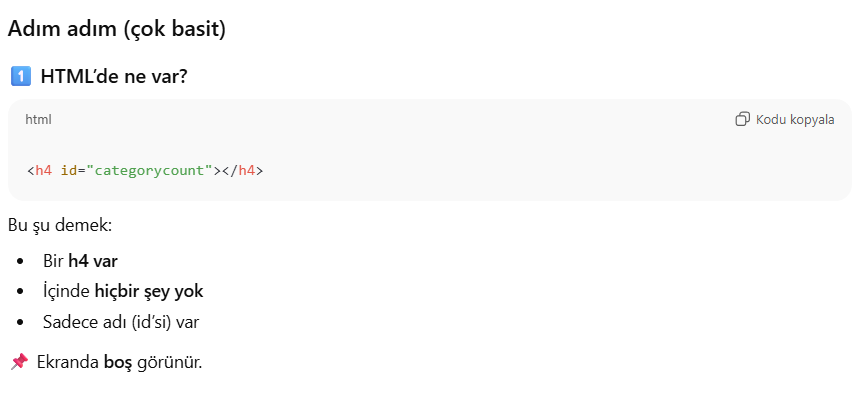 Adım adım (çok basit)
1 HTML’de ne var?
html
Kodu kopyala
<h4 id="categorycount"></h4>
Bu şu demek:
• Bir h4 var
• İçinde hiçbir şey yok
• Sadece adı (id’si) var
📌 Ekranda boş görünür.